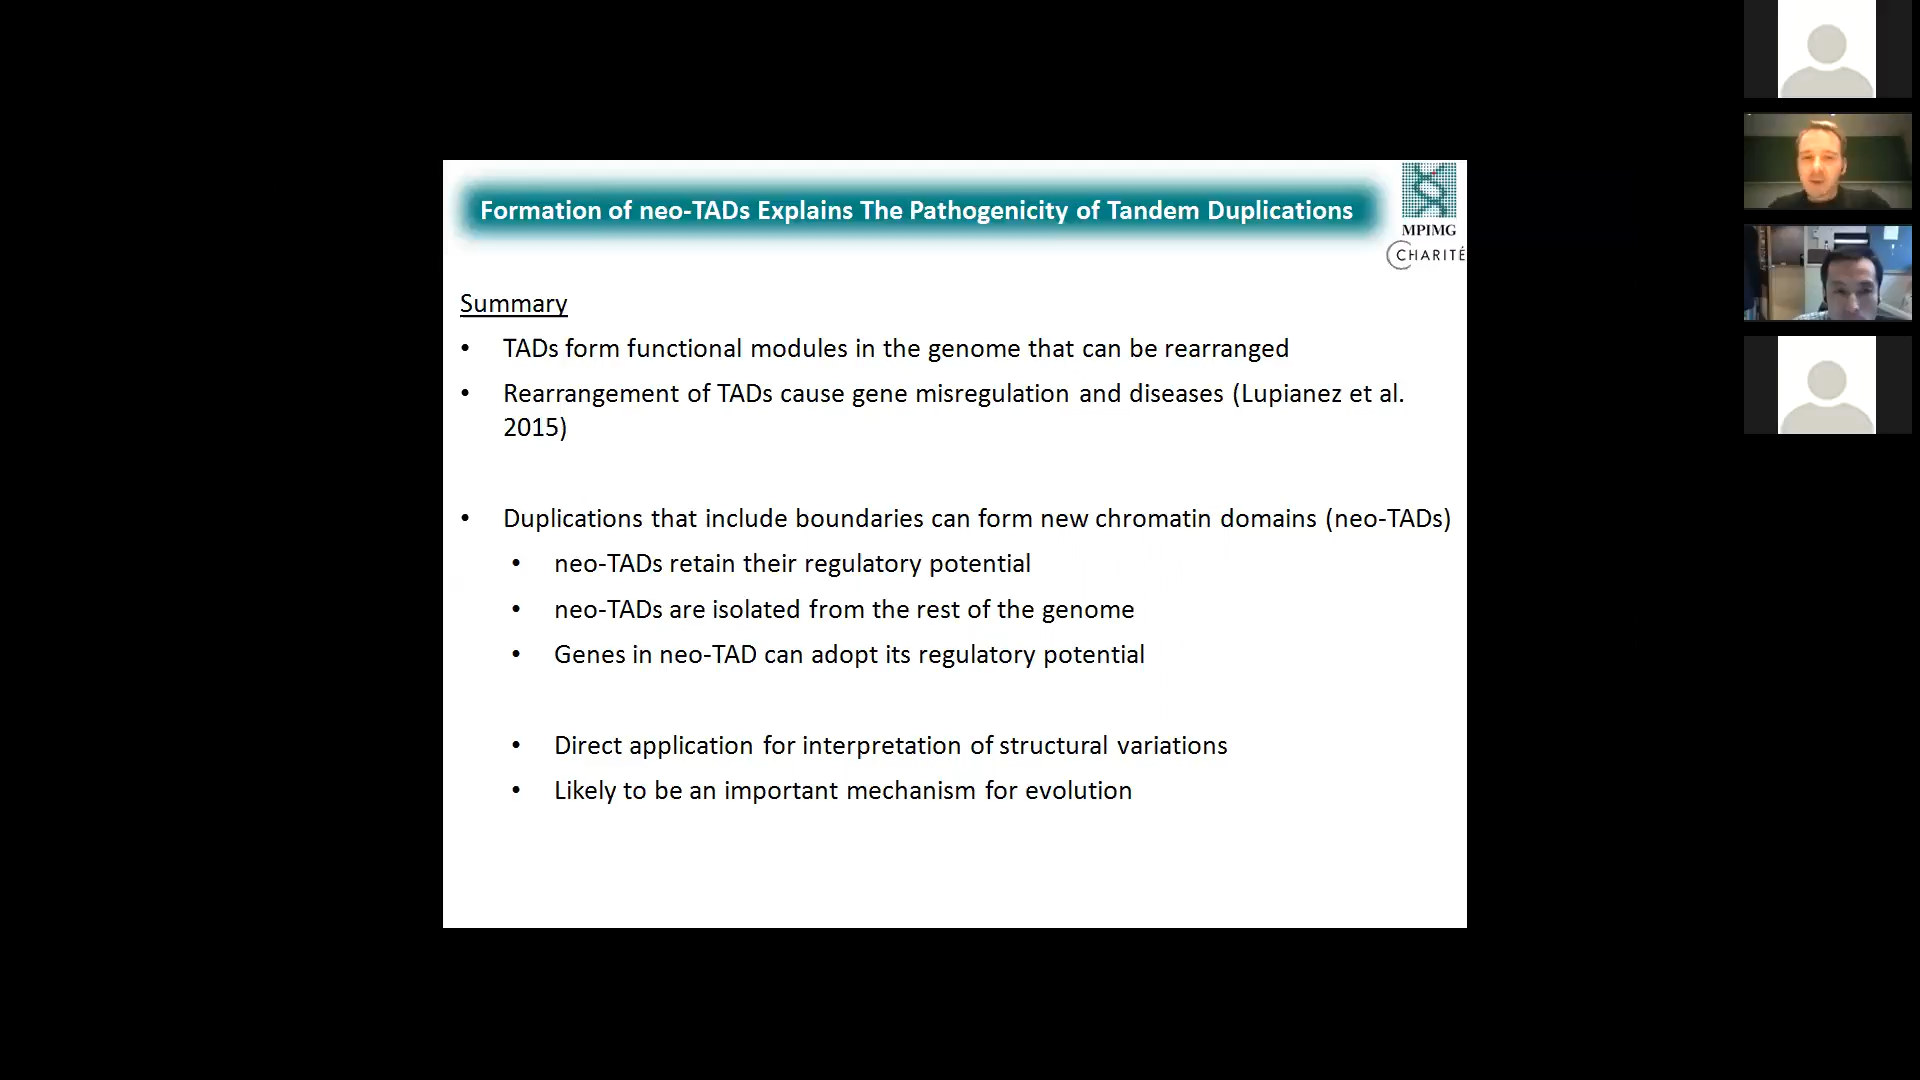 Formation of neo-TADs Explains The Pathogenicity of Tandem Duplications
MPIMG
CHARITÉ
Summary
• TADs form functional modules in the genome that can be rearranged
• Rearrangement of TADs cause gene misregulation and diseases (Lupianez et al.
2015)
• Duplications that include boundaries can form new chromatin domains (neo-TADs)
• neo-TADs retain their regulatory potential
• neo-TADs are isolated from the rest of the genome
• Genes in neo-TAD can adopt its regulatory potential
• Direct application for interpretation of structural variations
• Likely to be an important mechanism for evolution